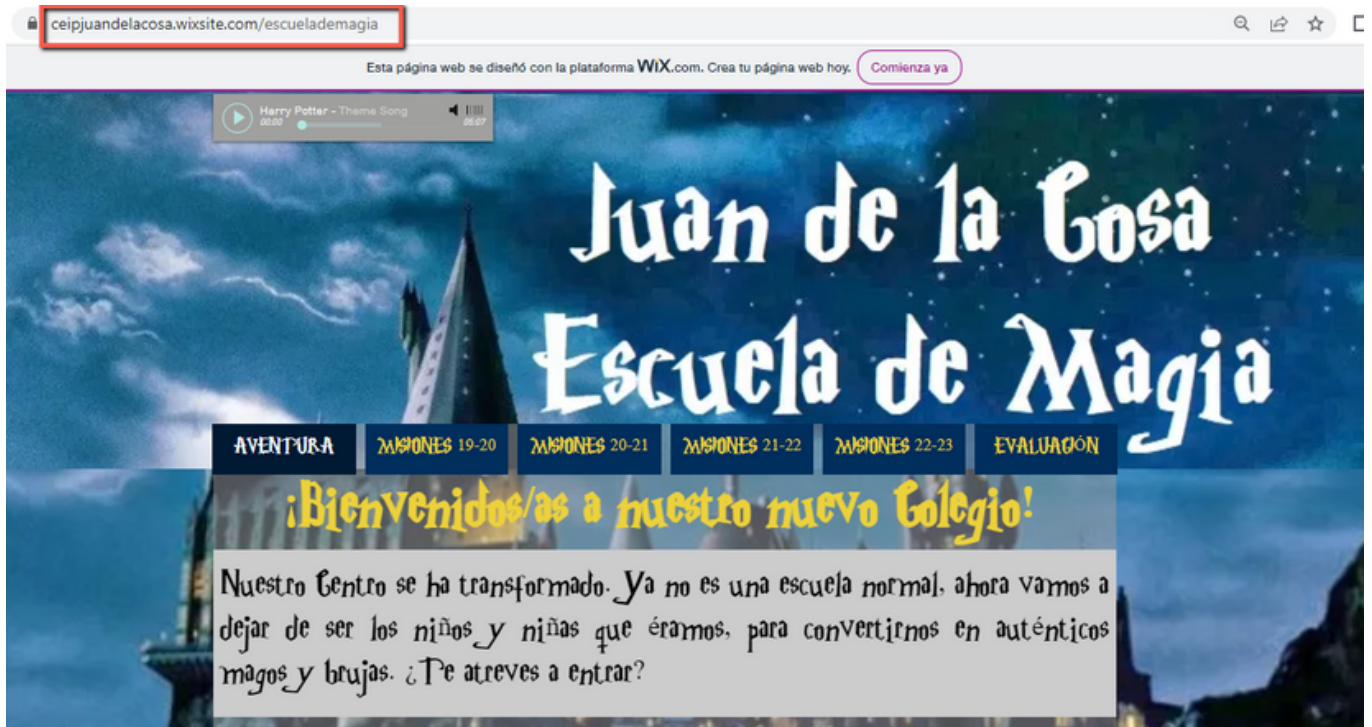 ceipjuandelacosa.wixsite.com/escuelademagia
Esta página web se diseñó con la plataforma WIX.com. Crea tu página web hoy. Comienza ya
Harry Potter - Theme Song
00:00 05:07
Juan de la Cosa
Escuela de Magia
AVENTURA MISIONES 19-20 MISIONES 20-21 MISIONES 21-22 MISIONES 22-23 EVALUACIÓN
¡Bienvenidos/as a nuestro nuevo Colegio!
Nuestro Centro se ha transformado. Ya no es una escuela normal, ahora vamos a
dejar de ser los niños y niñas que éramos, para convertirnos en auténticos
magos y brujas. ¿Te atreves a entrar?